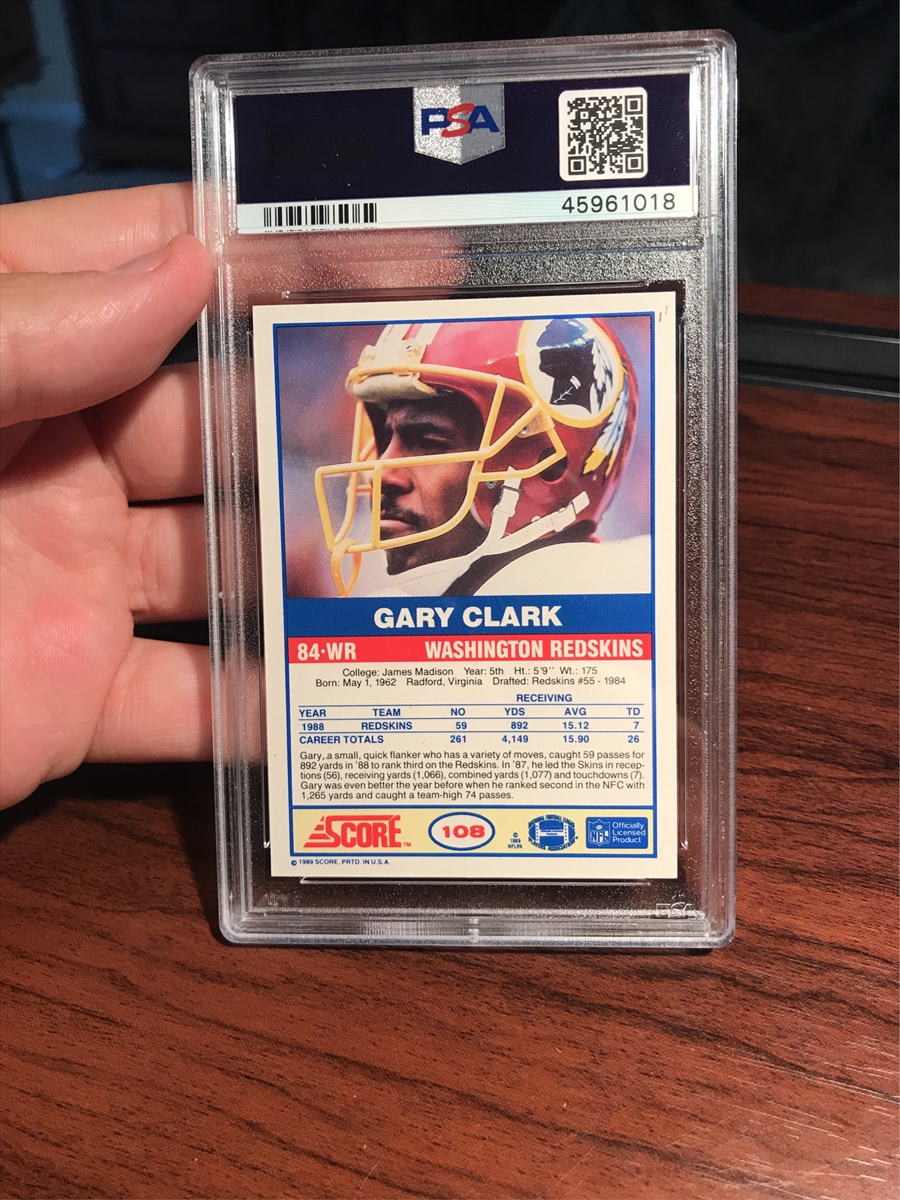 PSA
45961018
GARY CLARK
84·WR WASHINGTON REDSKINS
College: James Madison Year: 5th Ht.: 5'9'' Wt.: 175
Born: May 1, 1962 Radford, Virginia Drafted: Redskins #55 - 1984
RECEIVING
YEAR TEAM NO YDS AVG TD
1988 REDSKINS 59 892 15.12 7
CAREER TOTALS 261 4,149 15.90 26
Gary, a small, quick flanker who has a variety of moves, caught 59 passes for
892 yards in '88 to rank third on the Redskins. In '87, he led the Skins in recep-
tions (56), receiving yards (1,066), combined yards (1,077) and touchdowns (7).
Gary was even better the year before when he ranked second in the NFC with
1,265 yards and caught a team-high 74 passes.
SCORE™ 108
© 1989 NFLPA
NFL
Officially
Licensed
Product
© 1989 SCORE, PRTD. IN U.S.A.
PSA